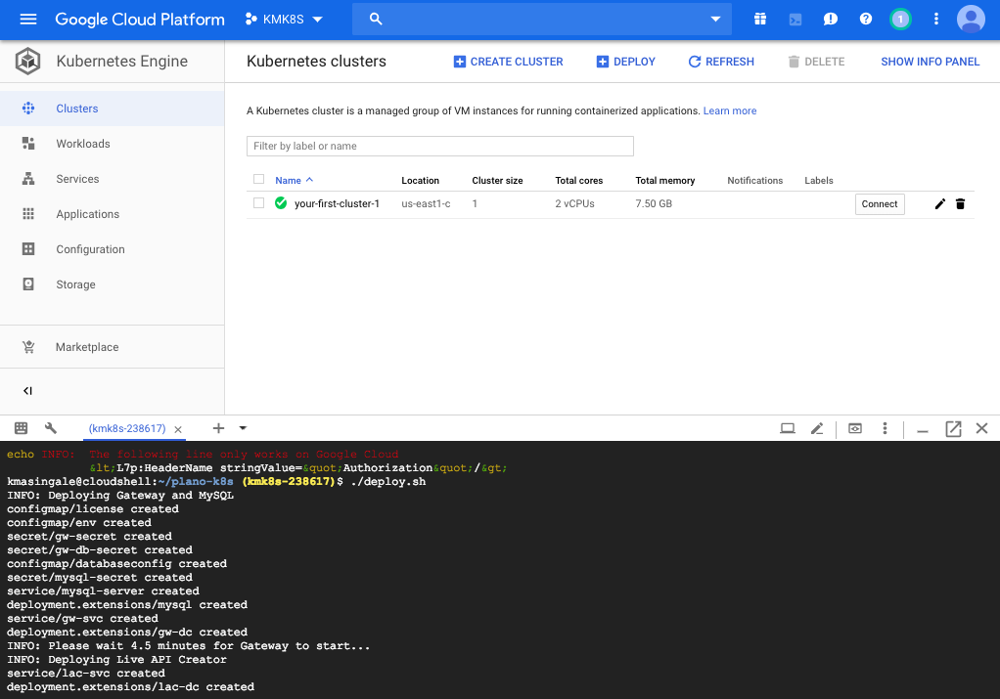 Google Cloud Platform KMK8S 1
Kubernetes Engine
Kubernetes clusters CREATE CLUSTER DEPLOY REFRESH DELETE SHOW INFO PANEL
Clusters
Workloads
Services
Applications
Configuration
Storage
Marketplace
A Kubernetes cluster is a managed group of VM instances for running containerized applications. Learn more
Filter by label or name
Name Location Cluster size Total cores Total memory Notifications Labels
your-first-cluster-1 us-east1-c 1 2 vCPUs 7.50 GB Connect
(kmk8s-238617)
echo INFO:  The following line only works on Google Cloud
            &lt;L7p:HeaderName stringValue=&quot;Authorization&quot;/&gt;
kmasingale@cloudshell:~/plano-k8s (kmk8s-238617)$ ./deploy.sh
INFO: Deploying Gateway and MySQL
configmap/license created
configmap/env created
secret/gw-secret created
secret/gw-db-secret created
configmap/databaseconfig created
secret/mysql-secret created
service/mysql-server created
deployment.extensions/mysql created
service/gw-svc created
deployment.extensions/gw-dc created
INFO: Please wait 4.5 minutes for Gateway to start...
INFO: Deploying Live API Creator
service/lac-svc created
deployment.extensions/lac-dc created